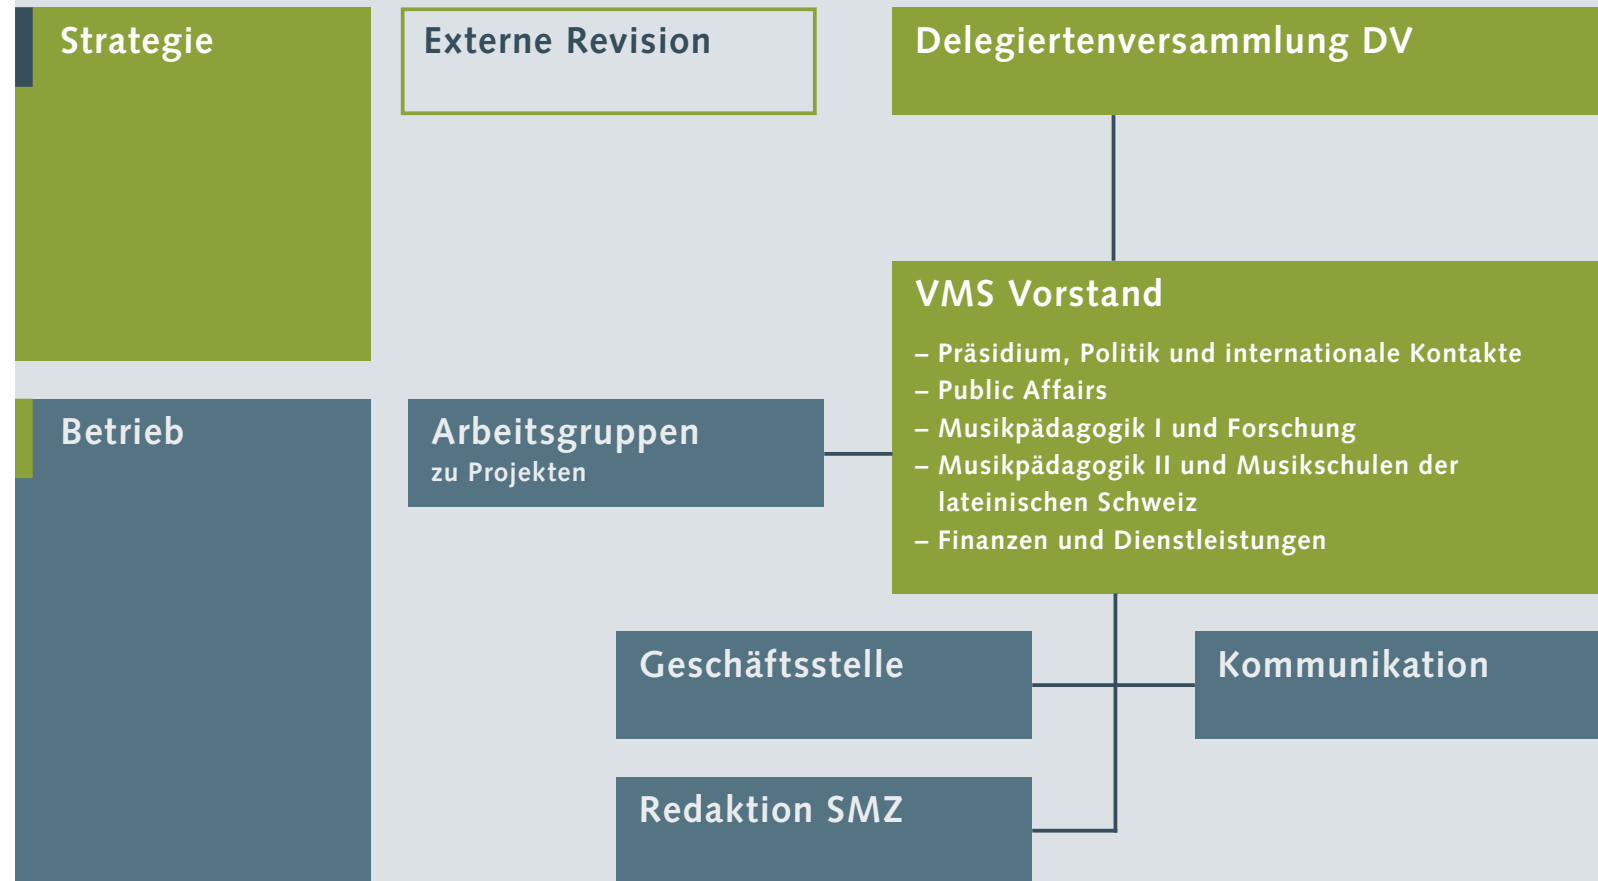 Strategie
Externe Revision
Delegiertenversammlung DV
VMS Vorstand
– Präsidium, Politik und internationale Kontakte
– Public Affairs
– Musikpädagogik I und Forschung
– Musikpädagogik II und Musikschulen der
lateinischen Schweiz
– Finanzen und Dienstleistungen
Betrieb
Arbeitsgruppen
zu Projekten
Geschäftsstelle
Kommunikation
Redaktion SMZ